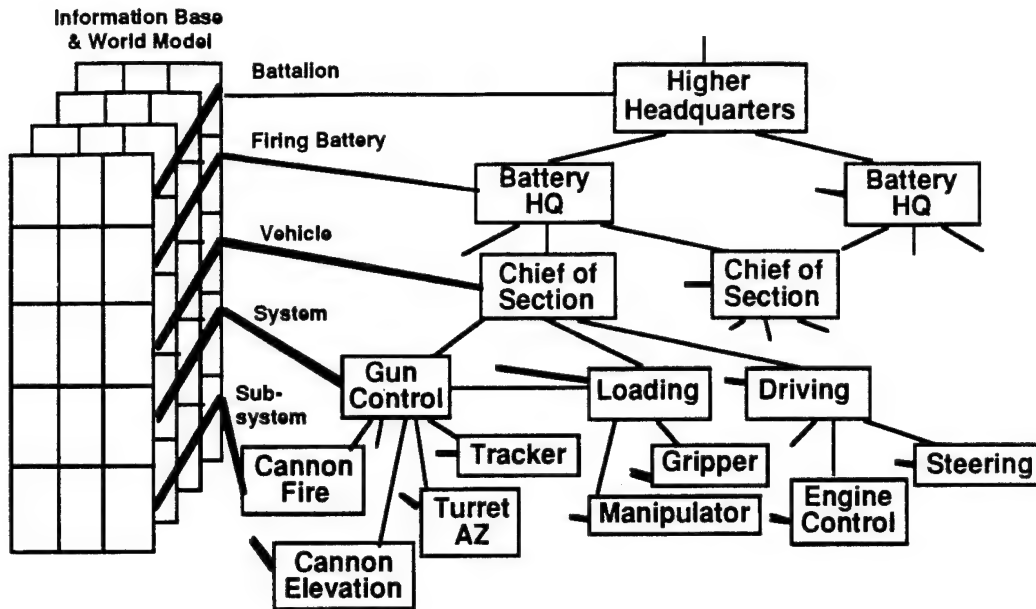 Information Base
& World Model
Battalion
Higher
Headquarters
Firing Battery
Battery
HQ
Battery
HQ
Vehicle
Chief of
Section
Chief of
Section
System
Gun
Control
Loading
Driving
Sub-
system
Cannon
Fire
Tracker
Gripper
Steering
Turret
AZ
Manipulator
Engine
Control
Cannon
Elevation